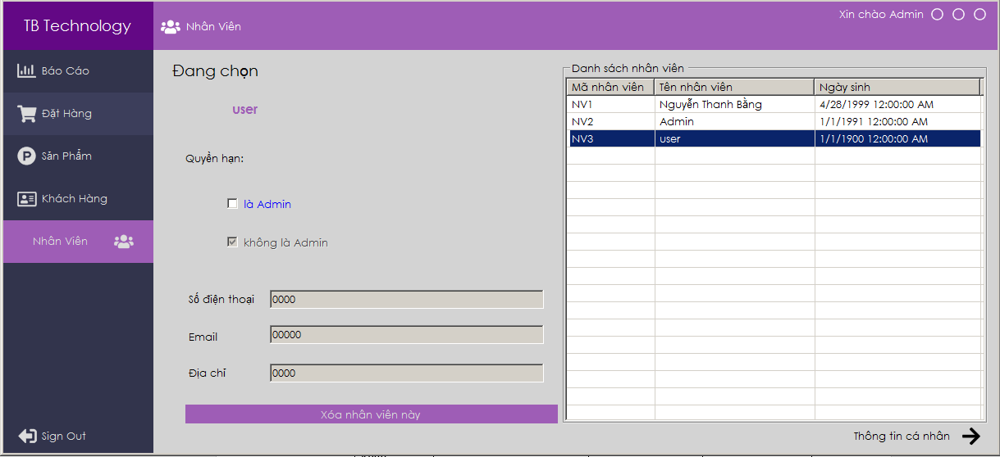 TB Technology
Nhân Viên
Xin chào Admin
Báo Cáo
Đặt Hàng
Sản Phẩm
Khách Hàng
Nhân Viên
Sign Out
Đang chọn
user
Quyền hạn:
là Admin
không là Admin
Số điện thoại 0000
Email 00000
Địa chỉ 0000
Xóa nhân viên này
Danh sách nhân viên
Mã nhân viên Tên nhân viên Ngày sinh
NV1 Nguyễn Thanh Bằng 4/28/1999 12:00:00 AM
NV2 Admin 1/1/1991 12:00:00 AM
NV3 user 1/1/1900 12:00:00 AM
Thông tin cá nhân